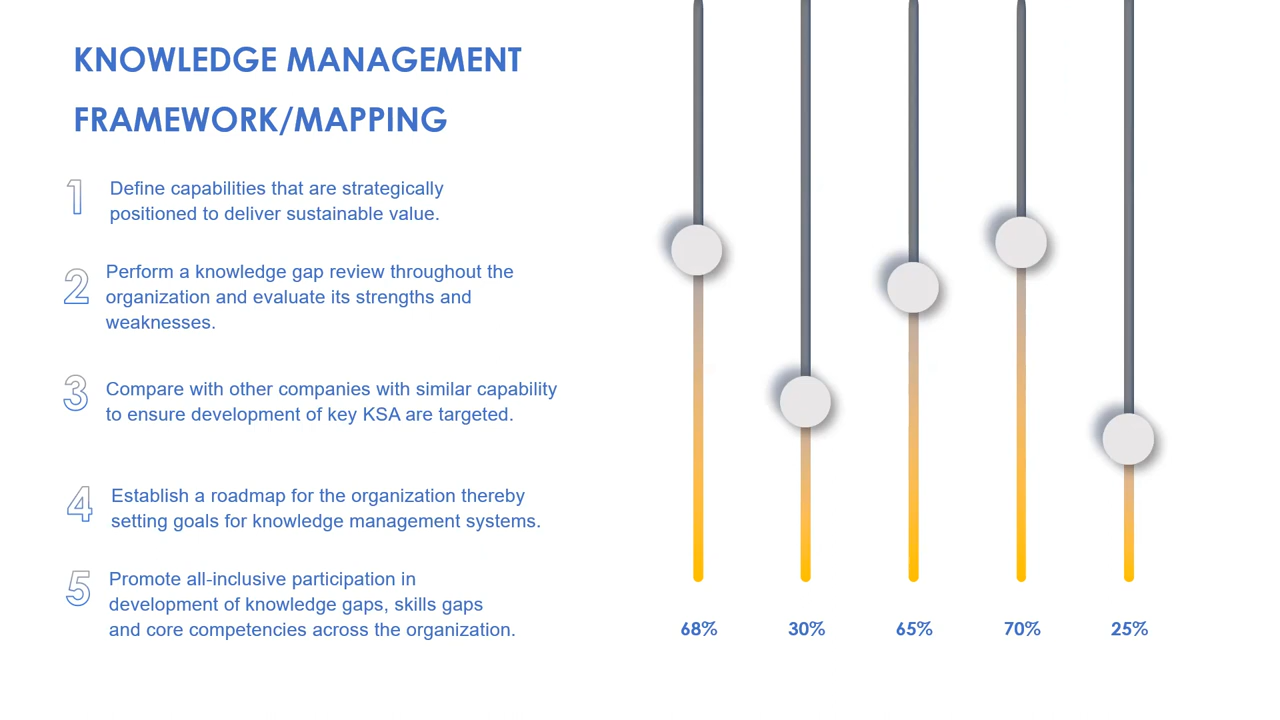 KNOWLEDGE MANAGEMENT
FRAMEWORK/MAPPING
1
Define capabilities that are strategically
positioned to deliver sustainable value.
2
Perform a knowledge gap review throughout the
organization and evaluate its strengths and
weaknesses.
3
Compare with other companies with similar capability
to ensure development of key KSA are targeted.
4
Establish a roadmap for the organization thereby
setting goals for knowledge management systems.
5
Promote all-inclusive participation in
development of knowledge gaps, skills gaps
and core competencies across the organization.
68% 30% 65% 70% 25%